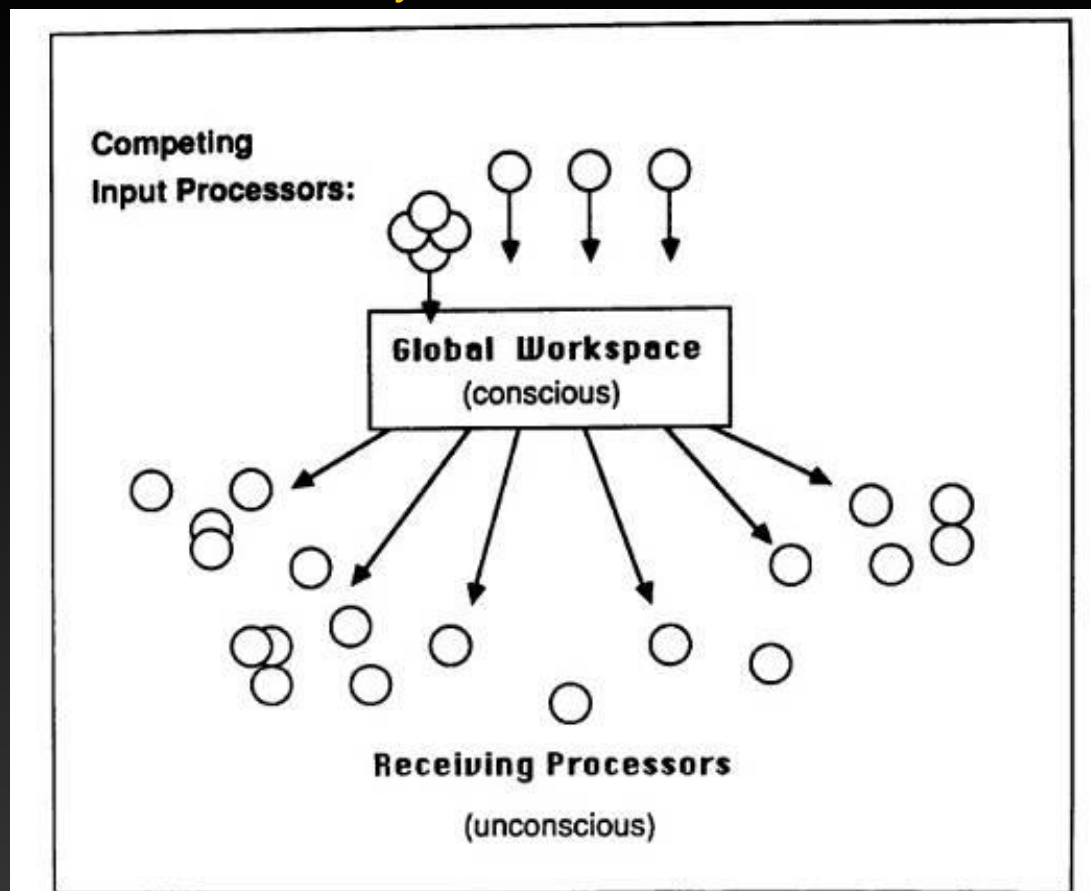 Competing
Input Processors:
Global Workspace
(conscious)
Receiving Processors
(unconscious)